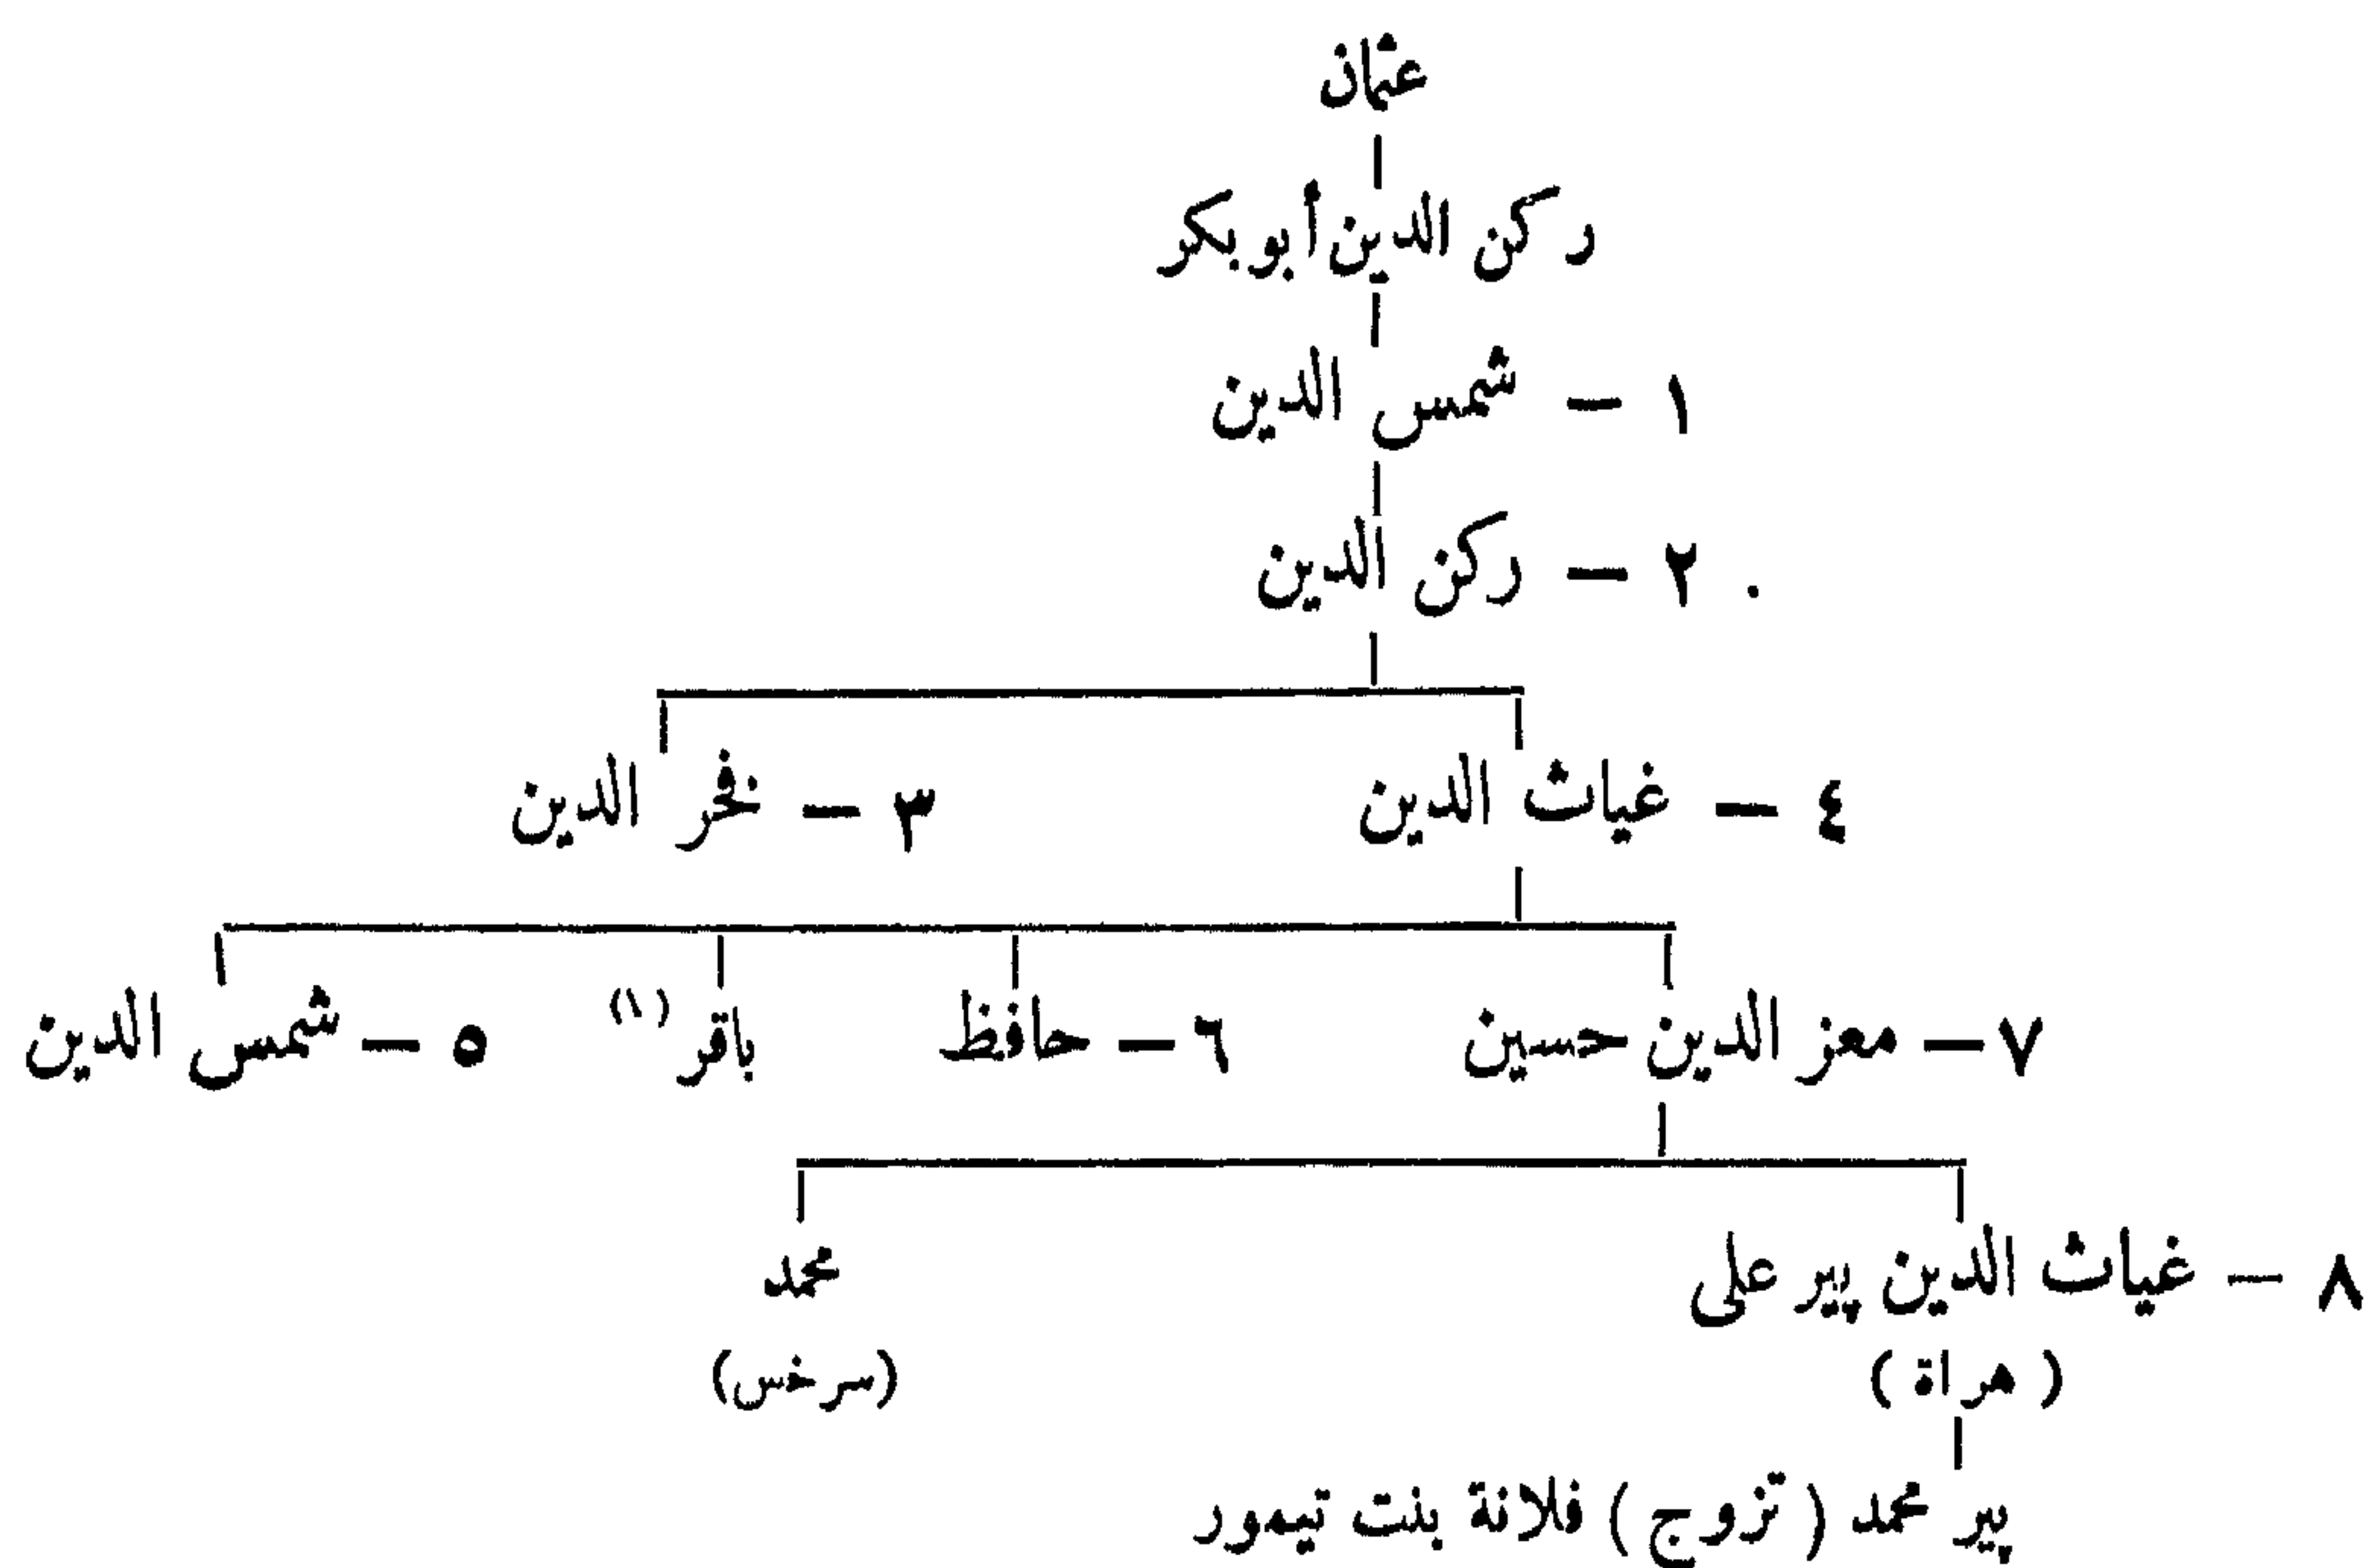 عثمان
ركن الدين أبو بكر
١ – شمس الدين
. ٢ – ركن الدين
٤ – غياث الدين ٣ – فخر الدين
٧ – معز الدين حسين ٦ – حافظ باقر (١) ٥ – شمس الدين
٨ – غياث الدين پير على محمد
( هراة ) (سرخس)
پير محمد ( تزوج ) فلانة بنت تيمور